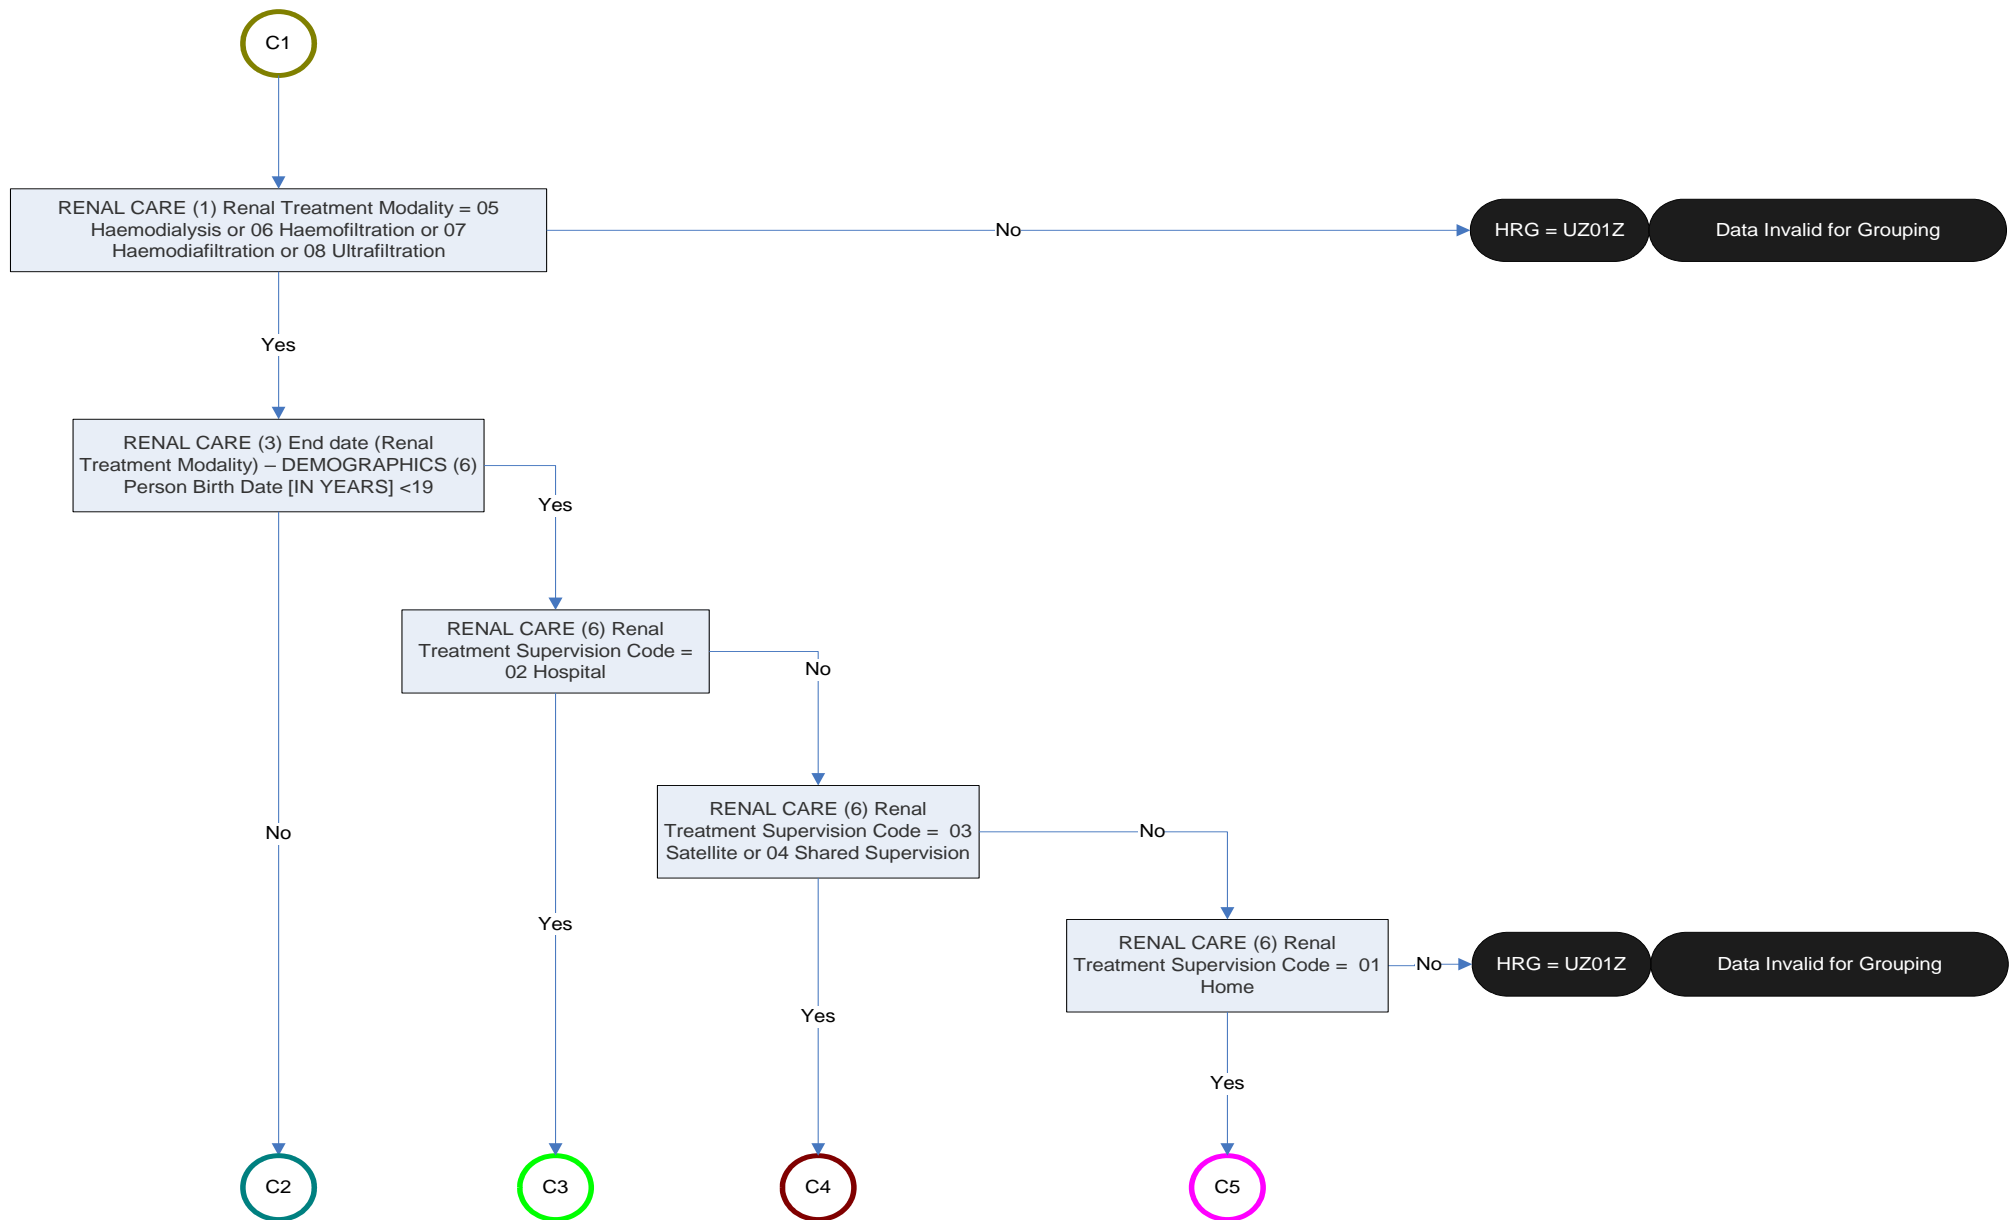 C1
RENAL CARE (1) Renal Treatment Modality = 05
Haemodialysis or 06 Haemofiltration or 07
Haemodiafiltration or 08 Ultrafiltration
No
HRG = UZ01Z
Data Invalid for Grouping
Yes
RENAL CARE (3) End date (Renal
Treatment Modality) – DEMOGRAPHICS (6)
Person Birth Date [IN YEARS] <19
Yes
RENAL CARE (6) Renal
Treatment Supervision Code =
02 Hospital
No
RENAL CARE (6) Renal
Treatment Supervision Code = 03
Satellite or 04 Shared Supervision
No
No
Yes
RENAL CARE (6) Renal
Treatment Supervision Code = 01
Home
No
HRG = UZ01Z
Data Invalid for Grouping
Yes
Yes
C2
C3
C4
C5